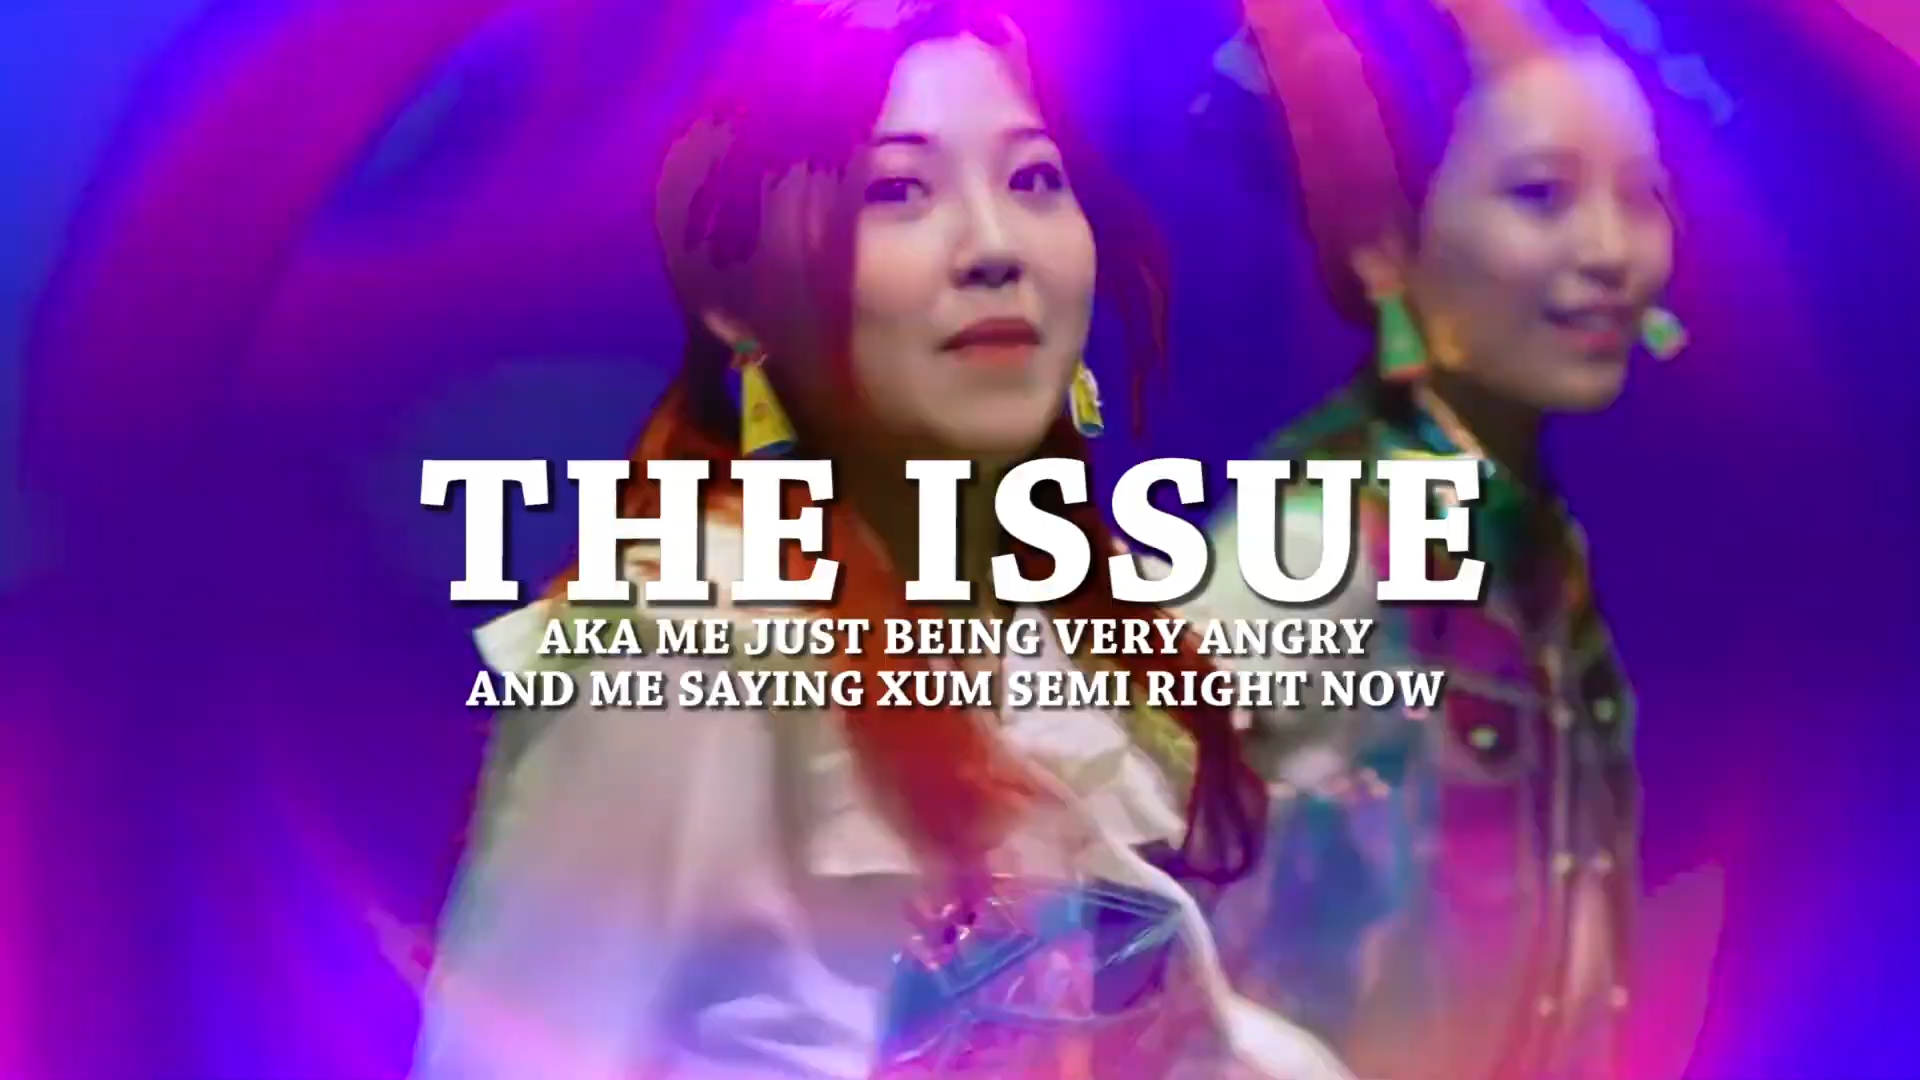 THE ISSUE
AKA ME JUST BEING VERY ANGRY
AND ME SAYING XUM SEMI RIGHT NOW